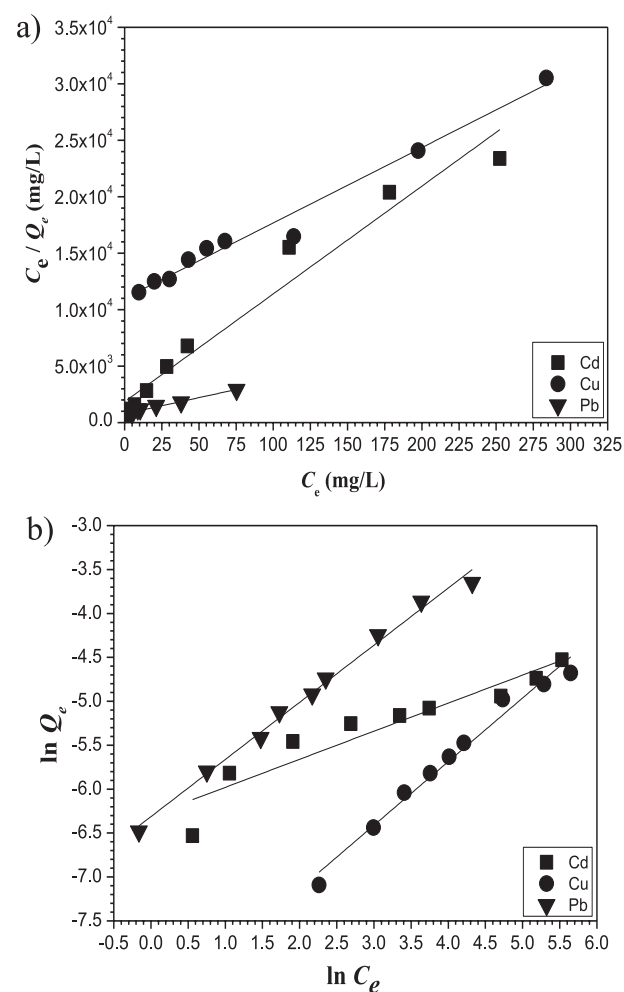 a)
3.5x10⁴
3.0x10⁴
2.5x10⁴
2.0x10⁴
1.5x10⁴
1.0x10⁴
5.0x10³
0.0
Cₑ / Qₑ (mg/L)
0 25 50 75 100 125 150 175 200 225 250 275 300 325
Cₑ (mg/L)
Cd
Cu
Pb
b)
-3.0
-3.5
-4.0
-4.5
-5.0
-5.5
-6.0
-6.5
-7.0
-7.5
ln Qₑ
-0.5 0.0 0.5 1.0 1.5 2.0 2.5 3.0 3.5 4.0 4.5 5.0 5.5 6.0
ln Cₑ
Cd
Cu
Pb